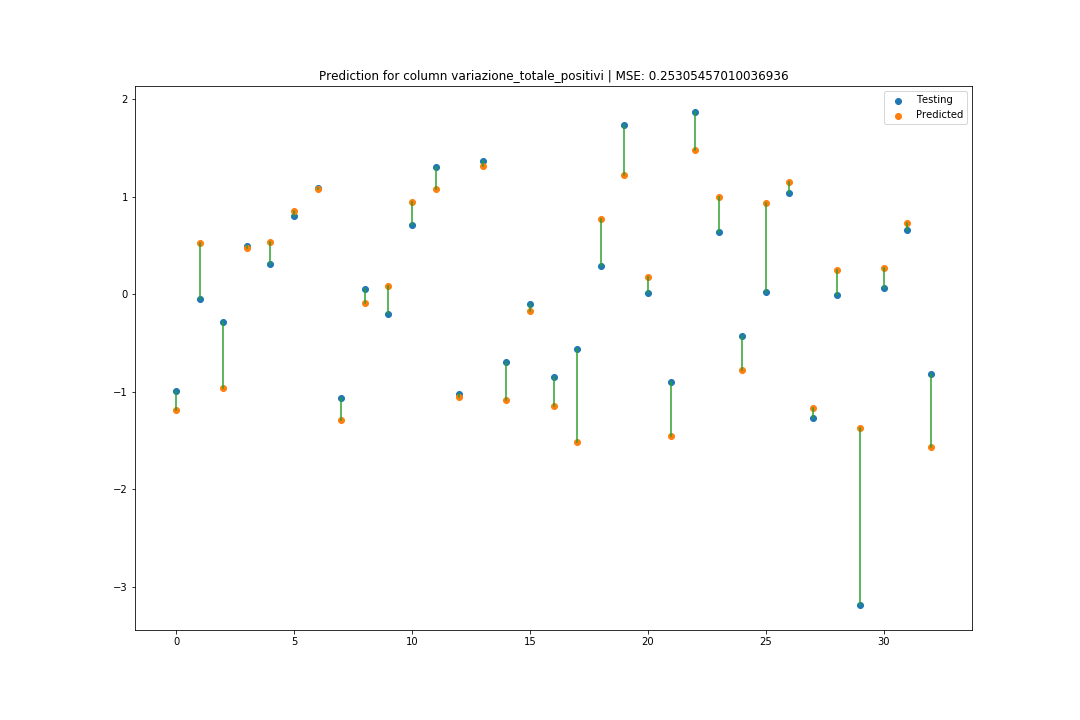 Prediction for column variazione_totale_positivi | MSE: 0.25305457010036936
Testing
Predicted
2
1
0
−1
−2
−3
0 5 10 15 20 25 30